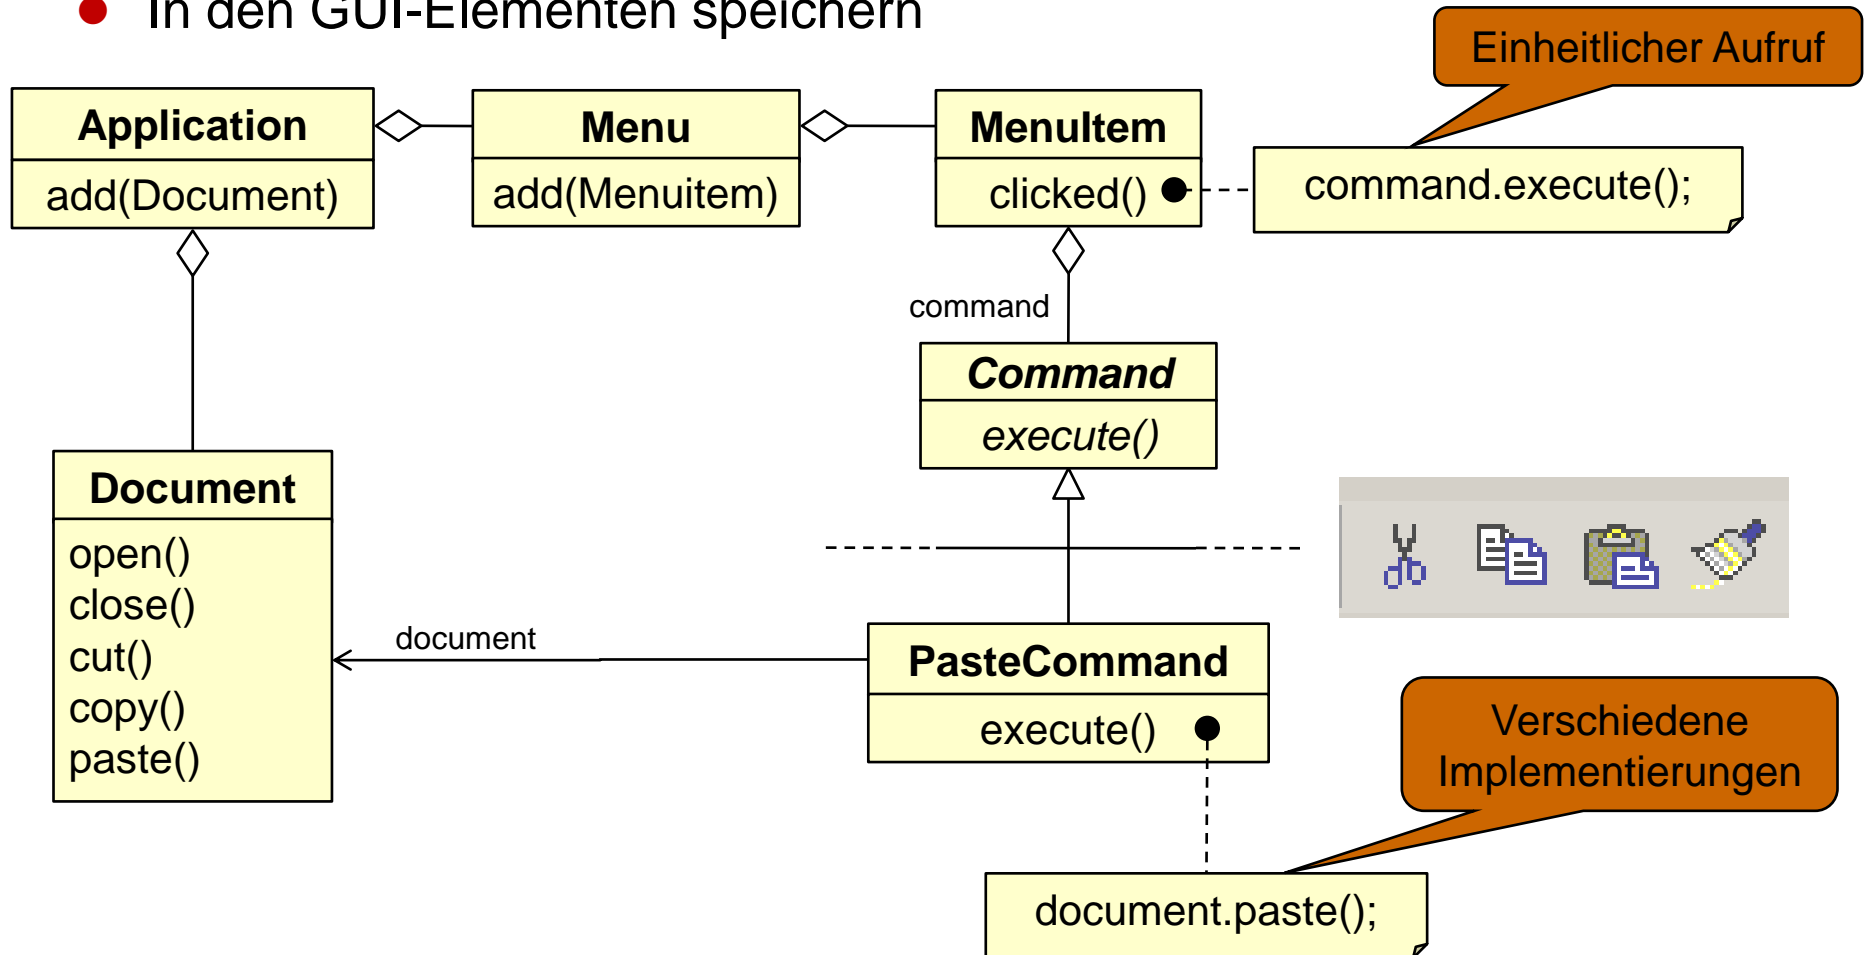 In den GUI-Elementen speichern
Einheitlicher Aufruf
Application
add(Document)
Menu
add(Menuitem)
MenuItem
clicked()
command.execute();
command
Command
execute()
Document
open()
close()
cut()
copy()
paste()
document
PasteCommand
execute()
Verschiedene
Implementierungen
document.paste();